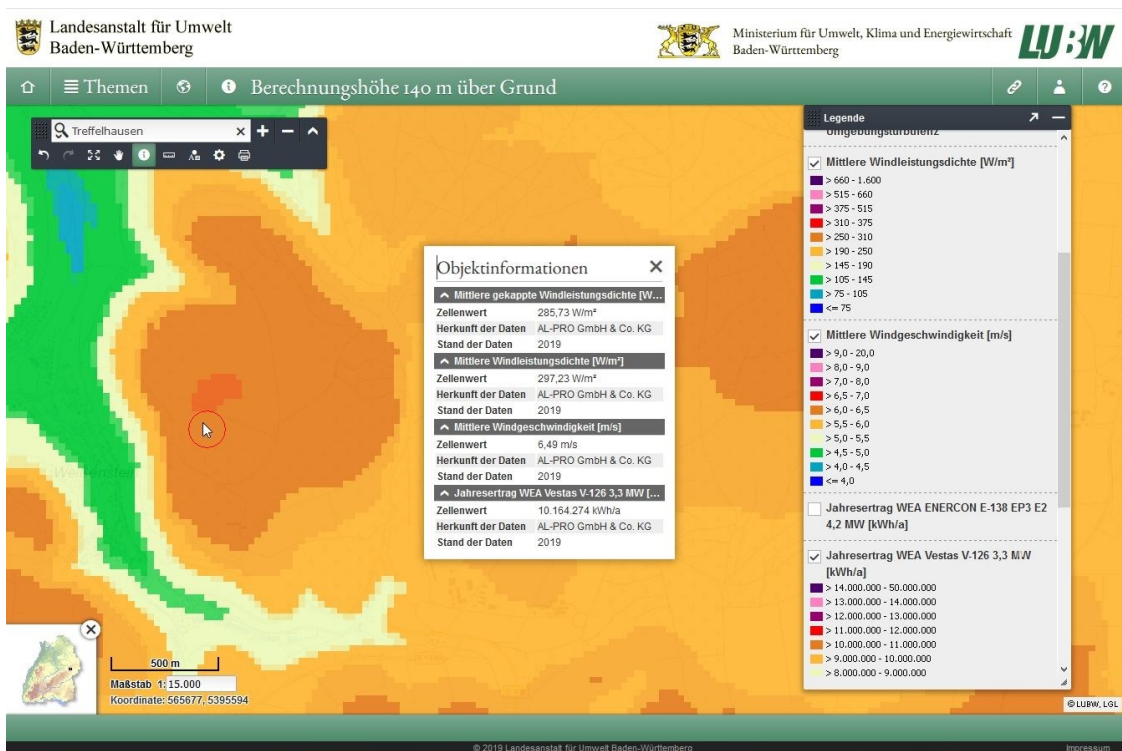 Landesanstalt für Umwelt
Baden-Württemberg
Ministerium für Umwelt, Klima und Energiewirtschaft
Baden-Württemberg
LUBW
Themen
Berechnungshöhe 140 m über Grund
Treffelhausen
Objektinformationen
Mittlere gekappte Windleistungsdichte [W...
Zellenwert 285,73 W/m²
Herkunft der Daten AL-PRO GmbH & Co. KG
Stand der Daten 2019
Mittlere Windleistungsdichte [W/m²]
Zellenwert 297,23 W/m²
Herkunft der Daten AL-PRO GmbH & Co. KG
Stand der Daten 2019
Mittlere Windgeschwindigkeit [m/s]
Zellenwert 6,49 m/s
Herkunft der Daten AL-PRO GmbH & Co. KG
Stand der Daten 2019
Jahresertrag WEA Vestas V-126 3,3 MW [...
Zellenwert 10.164.274 kWh/a
Herkunft der Daten AL-PRO GmbH & Co. KG
Stand der Daten 2019
Legende
Umgebungsturbulenz
Mittlere Windleistungsdichte [W/m²]
> 660 - 1.600
> 515 - 660
> 375 - 515
> 310 - 375
> 250 - 310
> 190 - 250
> 145 - 190
> 105 - 145
> 75 - 105
<= 75
Mittlere Windgeschwindigkeit [m/s]
> 9,0 - 20,0
> 8,0 - 9,0
> 7,0 - 8,0
> 6,5 - 7,0
> 6,0 - 6,5
> 5,5 - 6,0
> 5,0 - 5,5
> 4,5 - 5,0
> 4,0 - 4,5
<= 4,0
Jahresertrag WEA ENERCON E-138 EP3 E2
4,2 MW [kWh/a]
Jahresertrag WEA Vestas V-126 3,3 MW
[kWh/a]
> 14.000.000 - 50.000.000
> 13.000.000 - 14.000.000
> 12.000.000 - 13.000.000
> 11.000.000 - 12.000.000
> 10.000.000 - 11.000.000
> 9.000.000 - 10.000.000
> 8.000.000 - 9.000.000
500 m
Maßstab 1: 15.000
Koordinate: 565677, 5395594
© LUBW, LGL
© 2019 Landesanstalt für Umwelt Baden-Württemberg
Impressum